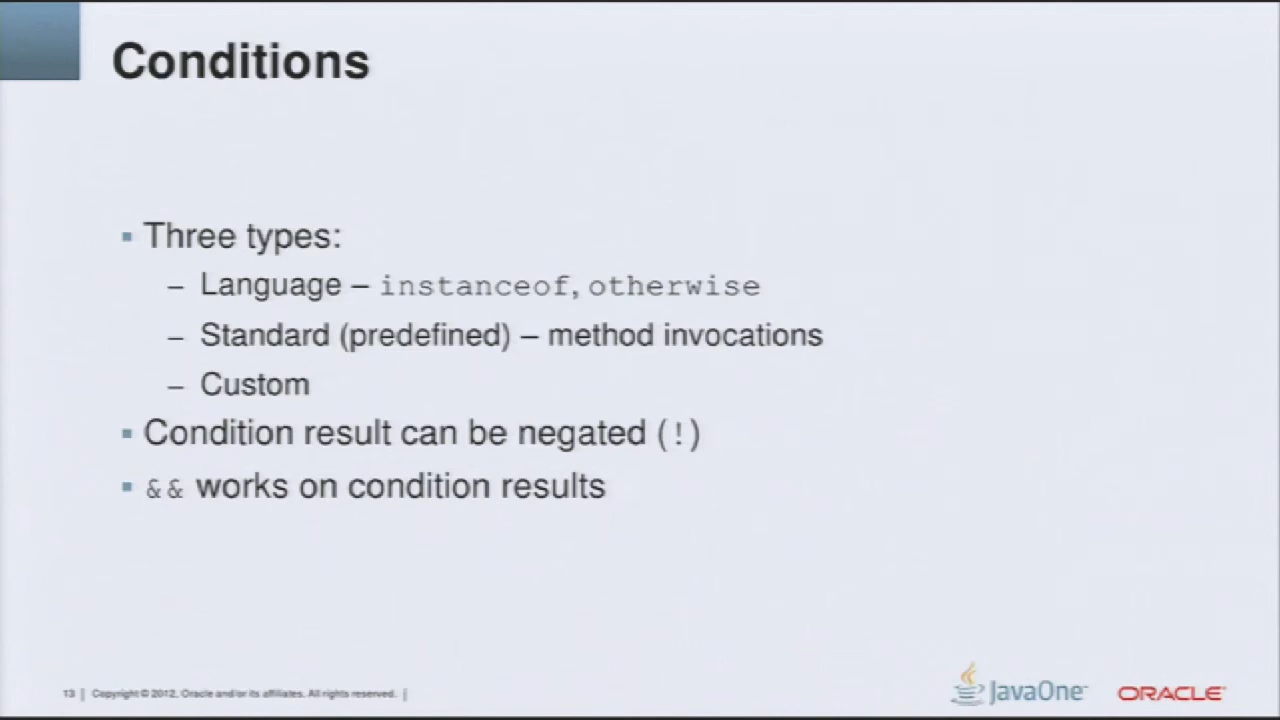 Conditions
▪ Three types:
– Language – instanceof, otherwise
– Standard (predefined) – method invocations
– Custom
▪ Condition result can be negated (!)
▪ && works on condition results
13 | Copyright © 2012, Oracle and/or its affiliates. All rights reserved. |
JavaOne™ ORACLE®